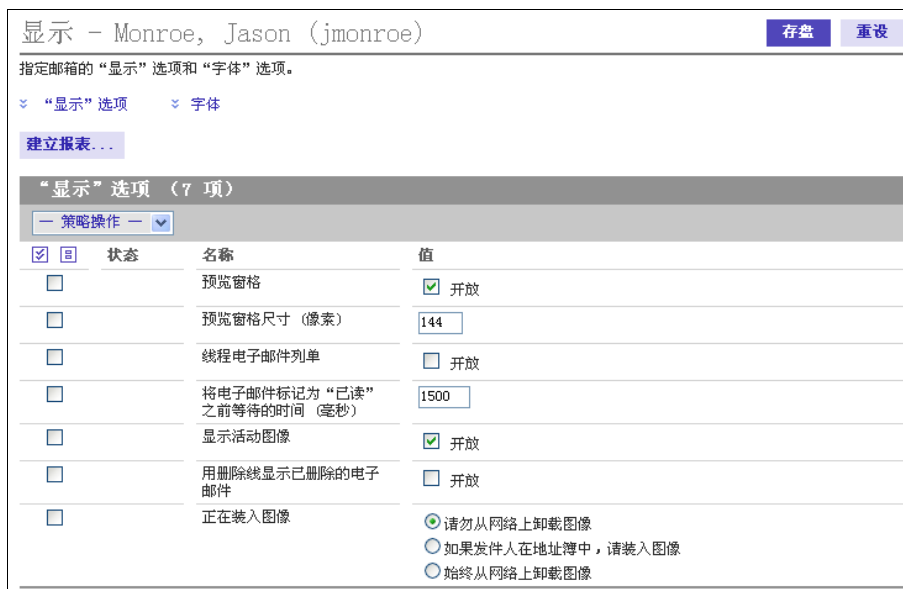 显示 - Monroe, Jason (jmonroe)
存盘
重设
指定邮箱的“显示”选项和“字体”选项。
“显示”选项
字体
建立报表...
“显示”选项 (7 项)
— 策略操作 —
状态 名称 值
预览窗格
开放
预览窗格尺寸 (像素)
144
线程电子邮件列单
开放
将电子邮件标记为“已读”
之前等待的时间 (毫秒)
1500
显示活动图像
开放
用删除线显示已删除的电子
邮件
开放
正在装入图像
请勿从网络上卸载图像
如果发件人在地址簿中，请装入图像
始终从网络上卸载图像